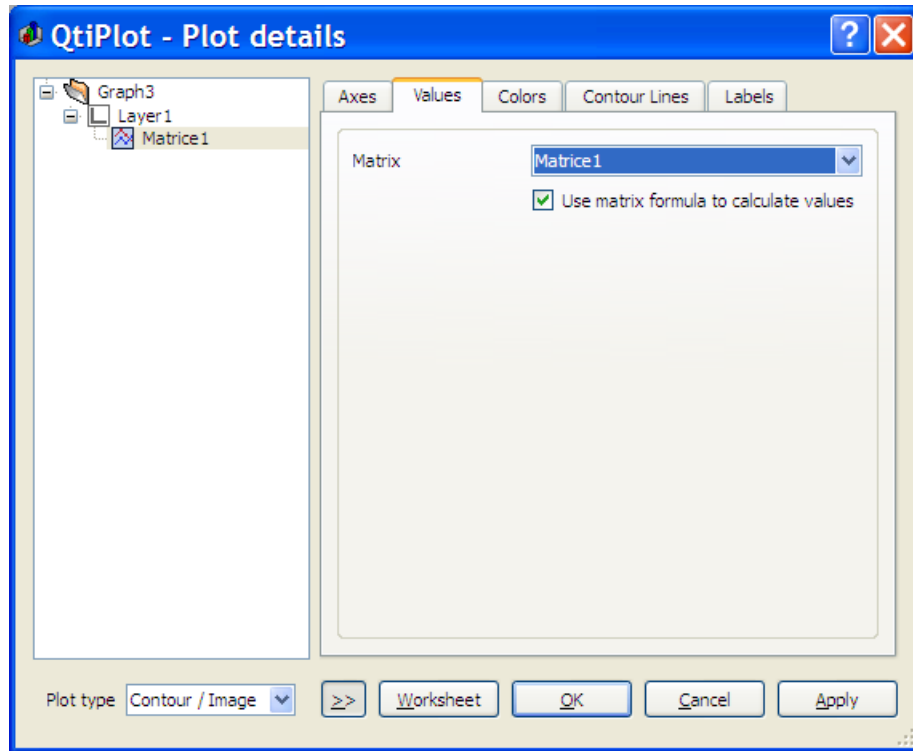 QtiPlot - Plot details
Graph3
Layer1
Matrice1
Axes Values Colors Contour Lines Labels
Matrix Matrice1
Use matrix formula to calculate values
Plot type Contour / Image >> Worksheet OK Cancel Apply